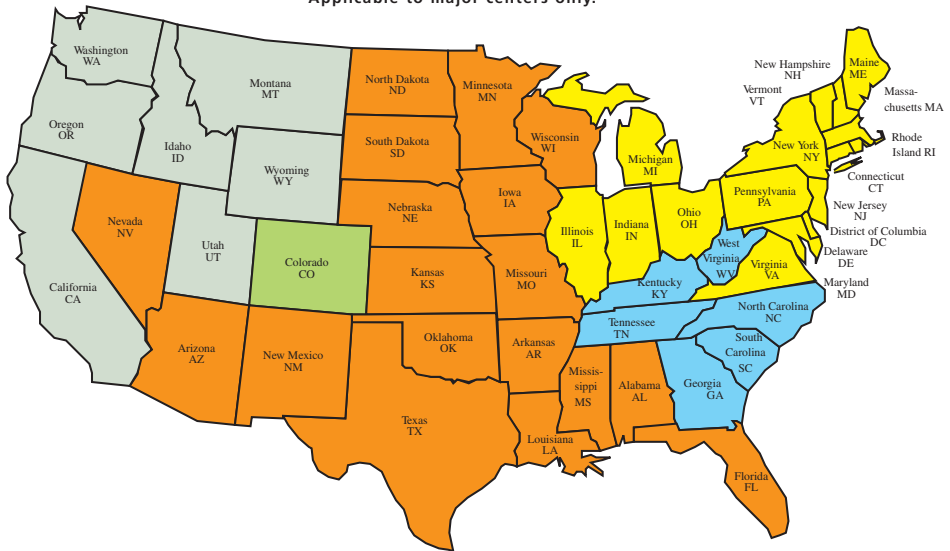 Applicable to major centers only.
Washington
WA
Oregon
OR
California
CA
Idaho
ID
Nevada
NV
Montana
MT
Wyoming
WY
Utah
UT
Colorado
CO
Arizona
AZ
New Mexico
NM
North Dakota
ND
South Dakota
SD
Nebraska
NE
Kansas
KS
Oklahoma
OK
Texas
TX
Minnesota
MN
Iowa
IA
Missouri
MO
Arkansas
AR
Louisiana
LA
Wisconsin
WI
Illinois
IL
Michigan
MI
Indiana
IN
Ohio
OH
Kentucky
KY
Tennessee
TN
Missis-
sippi
MS
Alabama
AL
Georgia
GA
Florida
FL
South
Carolina
SC
North Carolina
NC
Virginia
VA
West
Virginia
WV
Pennsylvania
PA
New York
NY
Vermont
VT
New Hampshire
NH
Maine
ME
Massa-
chusetts MA
Rhode
Island RI
Connecticut
CT
New Jersey
NJ
District of Columbia
DC
Delaware
DE
Maryland
MD